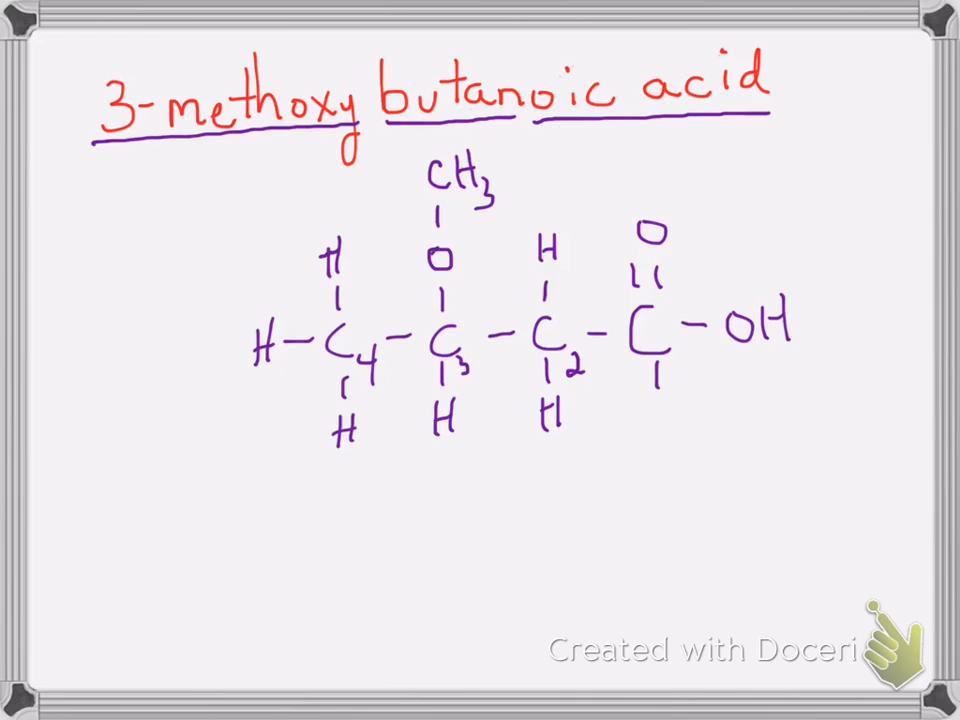 3-methoxy butanoic acid
CH3
H O H O
H-C4-C3-C2-C-OH
H H H
Created with Doceri